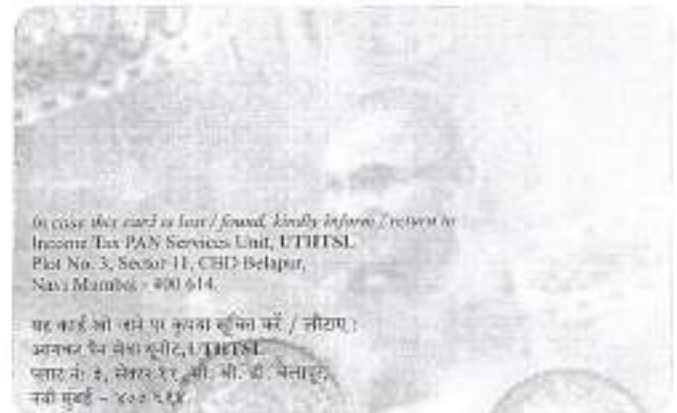 In case this card is lost / found, kindly inform / return to
Income Tax PAN Services Unit, UTIITSL
Plot No. 3, Sector 11, CBD Belapur,
Navi Mumbai - 400 614.
यह कार्ड खो जाने पर कृपया सूचित करें / लौटाएं :
आयकर पैन सेवा यूनीट, UTIITSL
प्लाट नं: ३, सेक्टर ११, सी. बी. डी. बेलापूर,
नवी मुंबई - ४०० ६१४.